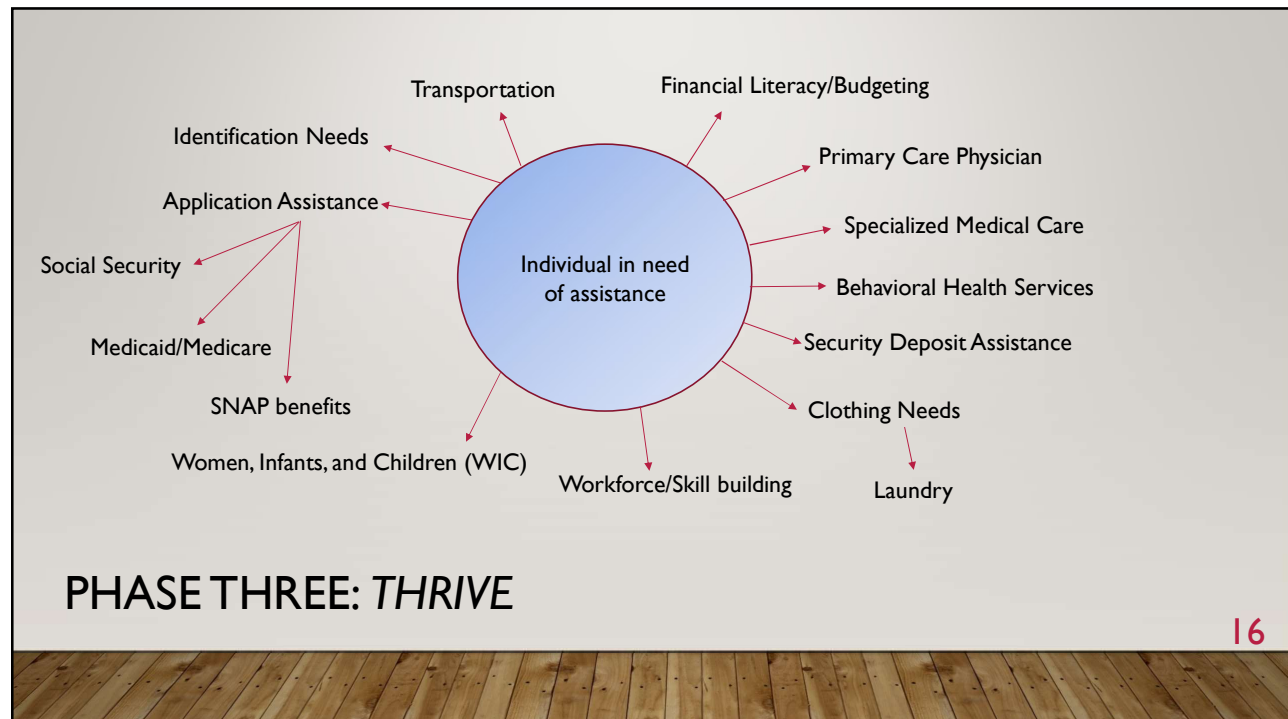 Transportation
Financial Literacy/Budgeting
Identification Needs
Primary Care Physician
Application Assistance
Specialized Medical Care
Social Security
Individual in need
of assistance
Behavioral Health Services
Medicaid/Medicare
Security Deposit Assistance
SNAP benefits
Clothing Needs
Women, Infants, and Children (WIC)
Workforce/Skill building
Laundry
PHASE THREE: THRIVE
16